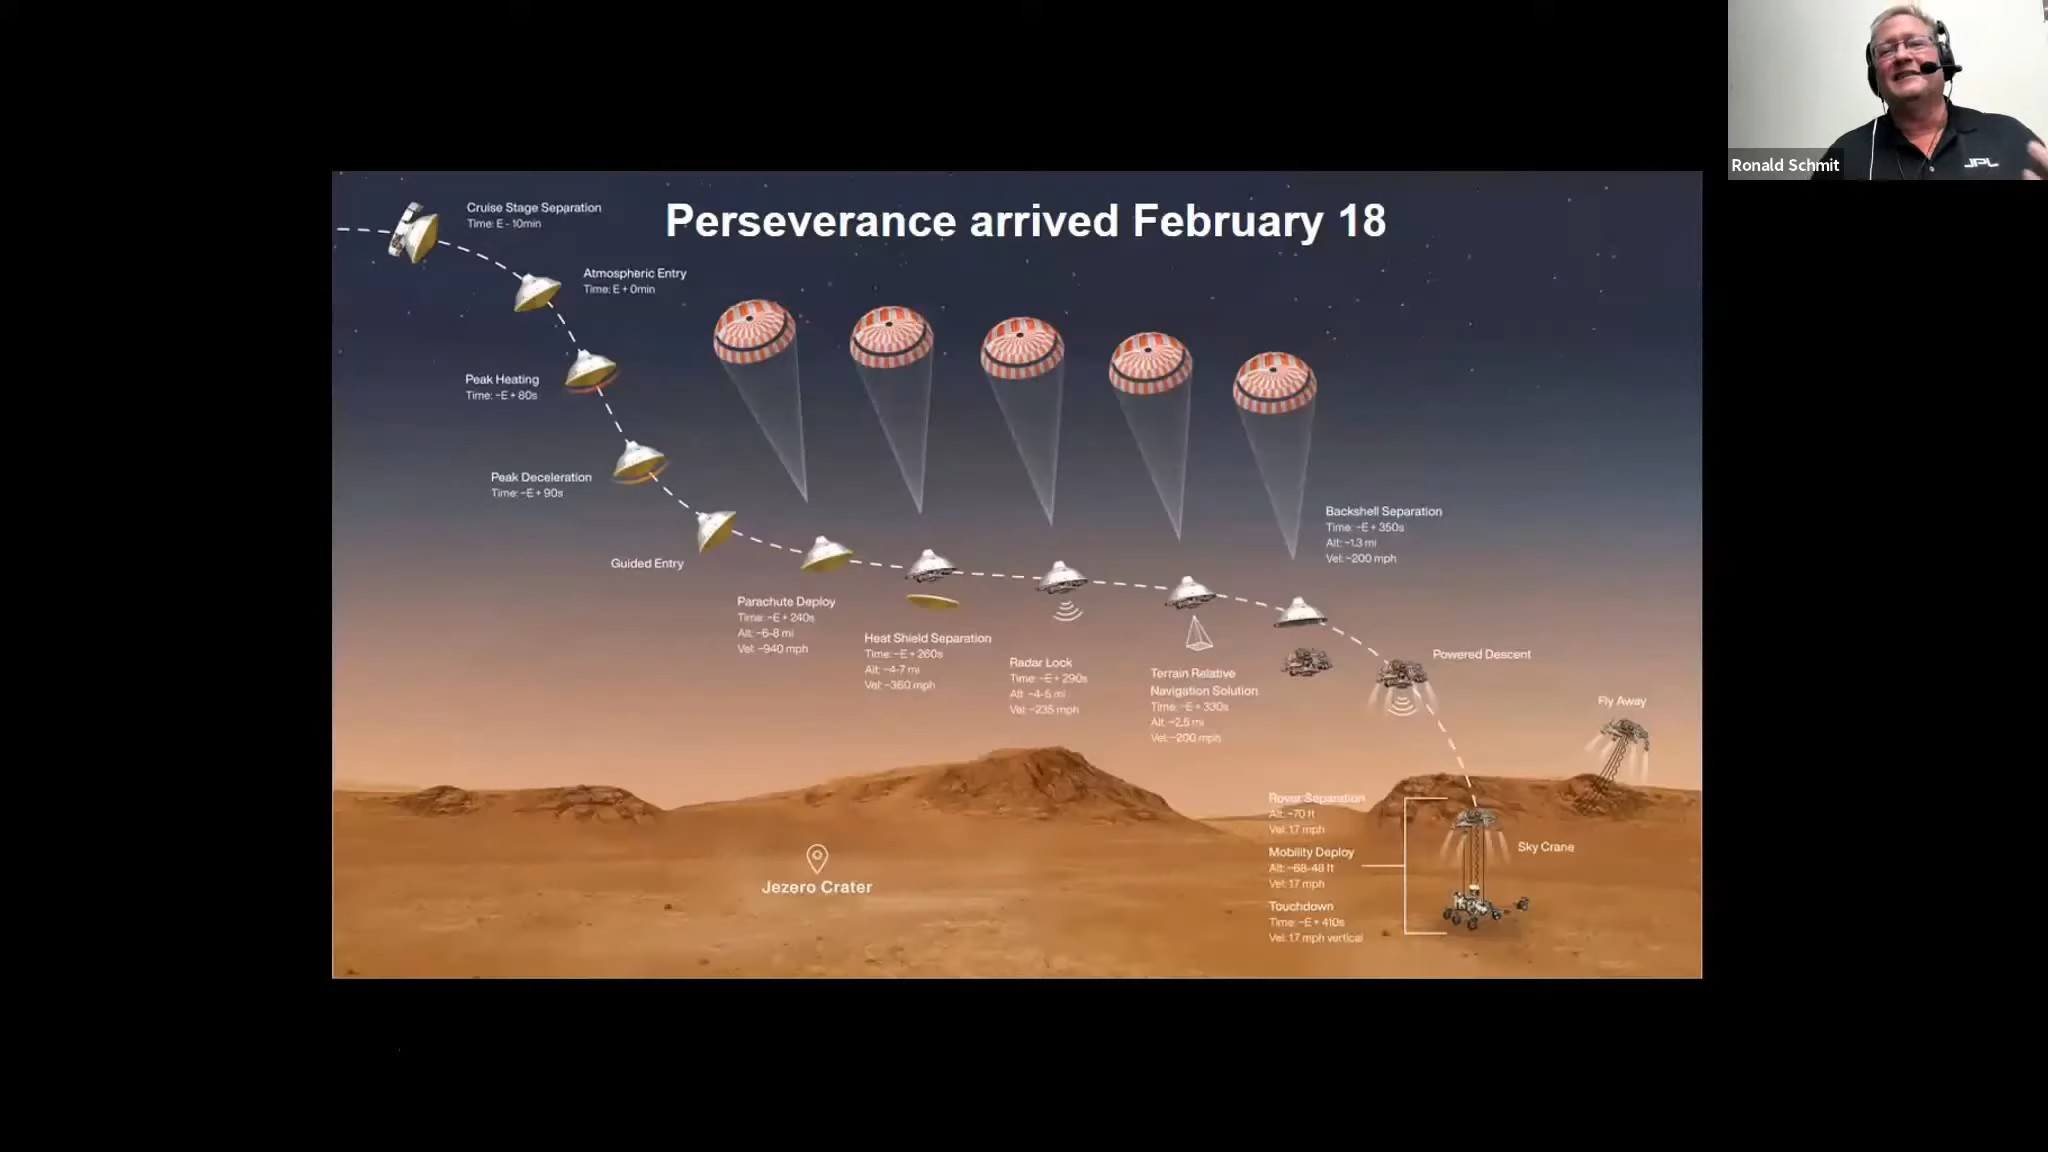 Ronald Schmit
JPL
Perseverance arrived February 18
Cruise Stage Separation
Time: E - 10min
Atmospheric Entry
Time: E + 0min
Peak Heating
Time: ~E + 80s
Peak Deceleration
Time: ~E + 90s
Guided Entry
Parachute Deploy
Time: ~E + 240s
Alt: ~6-8 mi
Vel: ~940 mph
Heat Shield Separation
Time: ~E + 260s
Alt: ~4-7 mi
Vel: ~360 mph
Radar Lock
Time: ~E + 290s
Alt: ~4-5 mi
Vel: ~235 mph
Terrain Relative
Navigation Solution
Time: ~E + 330s
Alt: ~2.5 mi
Vel: ~200 mph
Backshell Separation
Time: ~E + 350s
Alt: ~1.3 mi
Vel: ~200 mph
Powered Descent
Fly Away
Rover Separation
Alt: ~70 ft
Vel: 1.7 mph
Mobility Deploy
Alt: ~68-48 ft
Vel: 1.7 mph
Touchdown
Time: ~E + 410s
Vel: 1.7 mph vertical
Sky Crane
Jezero Crater